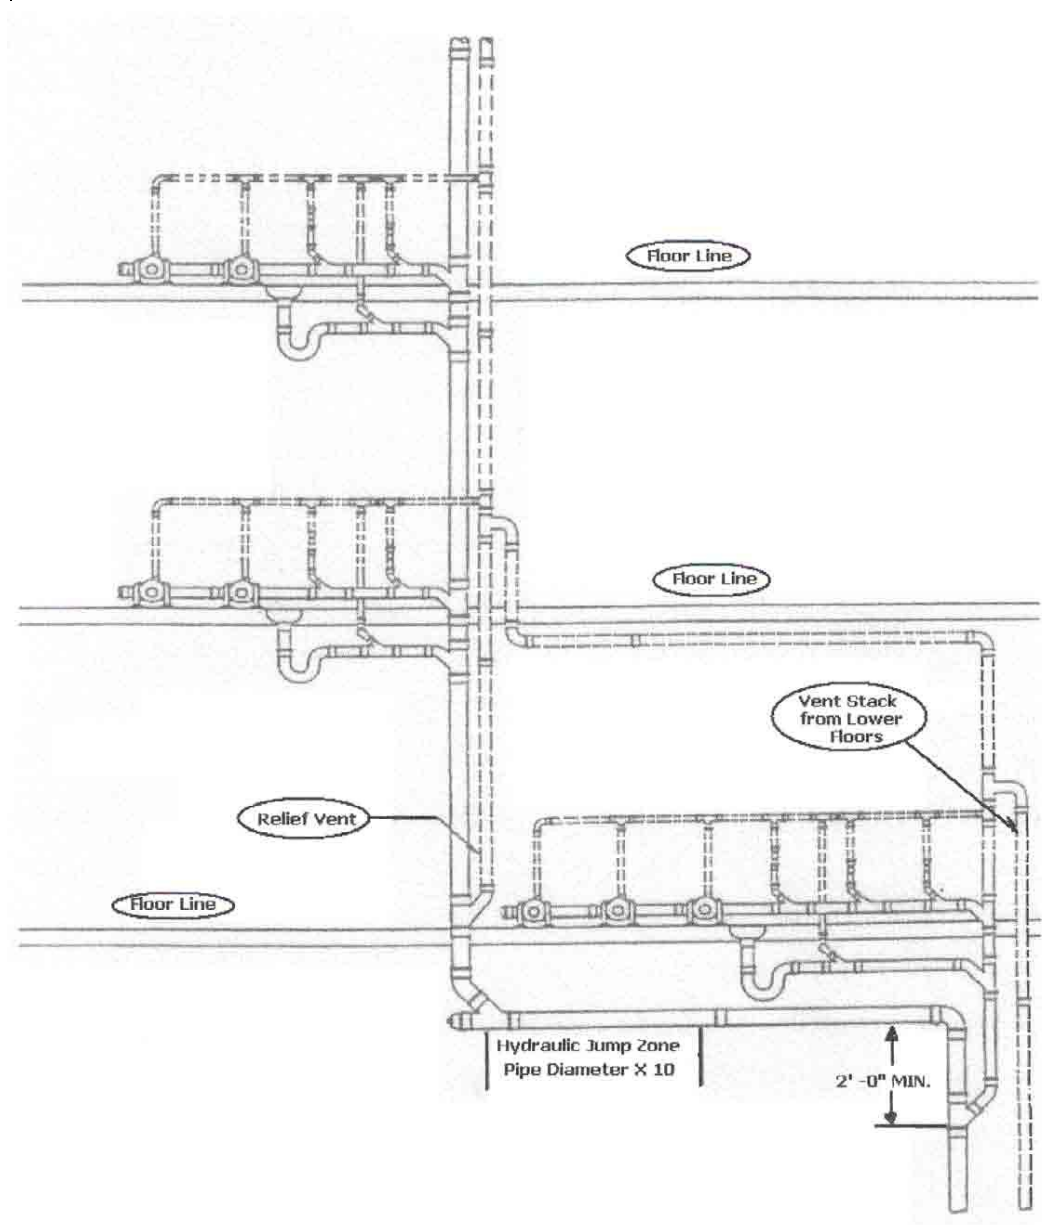 Floor Line
Floor Line
Vent Stack
from Lower
Floors
Relief Vent
Floor Line
Hydraulic Jump Zone
Pipe Diameter X 10
2' -0" MIN.